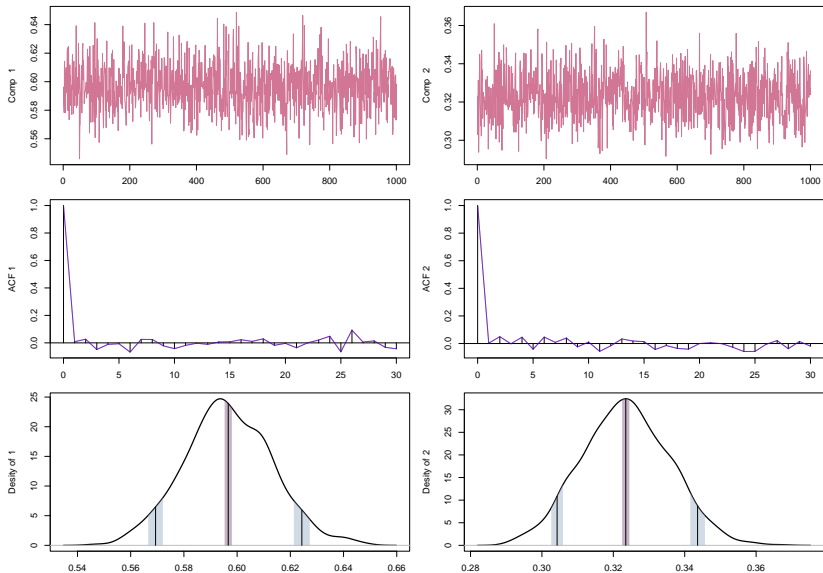 Comp 1
0.56 0.58 0.60 0.62 0.64
0 200 400 600 800 1000
Comp 2
0.30 0.32 0.34 0.36
0 200 400 600 800 1000
ACF 1
0.0 0.2 0.4 0.6 0.8 1.0
0 5 10 15 20 25 30
ACF 2
0.0 0.2 0.4 0.6 0.8 1.0
0 5 10 15 20 25 30
Desity of 1
0 5 10 15 20 25
0.54 0.56 0.58 0.60 0.62 0.64 0.66
Desity of 2
0 5 10 15 20 25 30
0.28 0.30 0.32 0.34 0.36